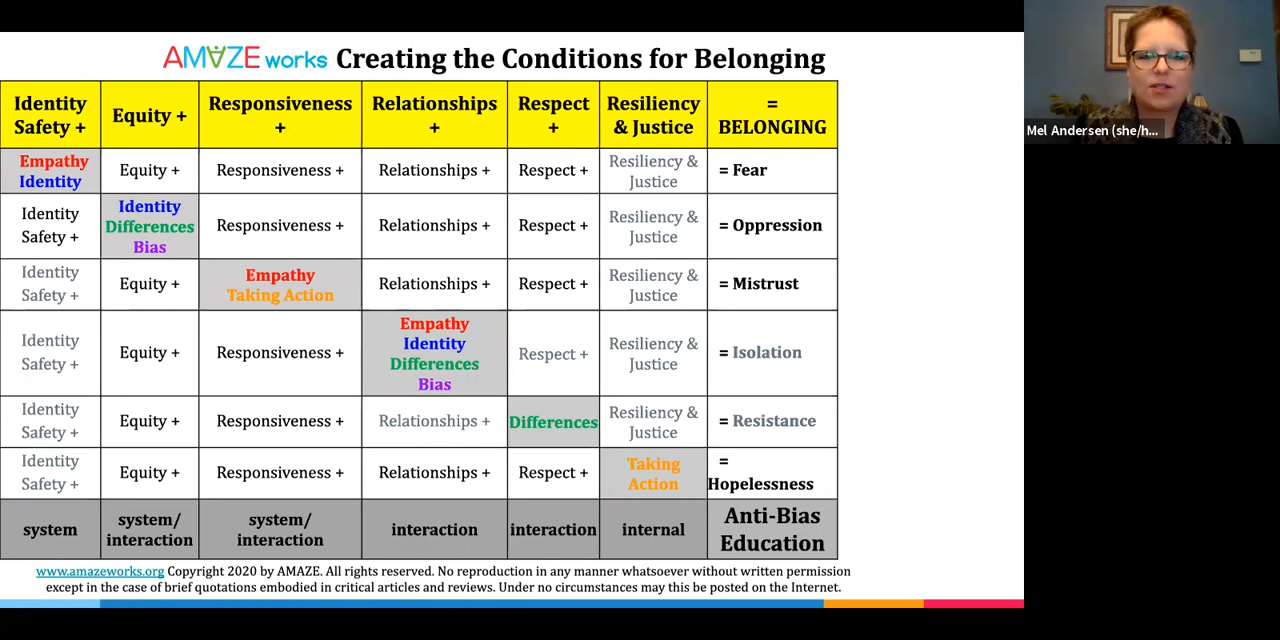 AMAZE works Creating the Conditions for Belonging
Identity Safety + Equity + Responsiveness + Relationships + Respect + Resiliency & Justice = BELONGING
Empathy Identity Equity + Responsiveness + Relationships + Respect + Resiliency & Justice = Fear
Identity Safety + Identity Differences Bias Responsiveness + Relationships + Respect + Resiliency & Justice = Oppression
Identity Safety + Equity + Empathy Taking Action Relationships + Respect + Resiliency & Justice = Mistrust
Identity Safety + Equity + Responsiveness + Empathy Identity Differences Bias Respect + Resiliency & Justice = Isolation
Identity Safety + Equity + Responsiveness + Relationships + Differences Resiliency & Justice = Resistance
Identity Safety + Equity + Responsiveness + Relationships + Respect + Taking Action = Hopelessness
system system/ interaction system/ interaction interaction interaction internal Anti-Bias Education
www.amazeworks.org Copyright 2020 by AMAZE. All rights reserved. No reproduction in any manner whatsoever without written permission
except in the case of brief quotations embodied in critical articles and reviews. Under no circumstances may this be posted on the Internet.
Mel Andersen (she/h...